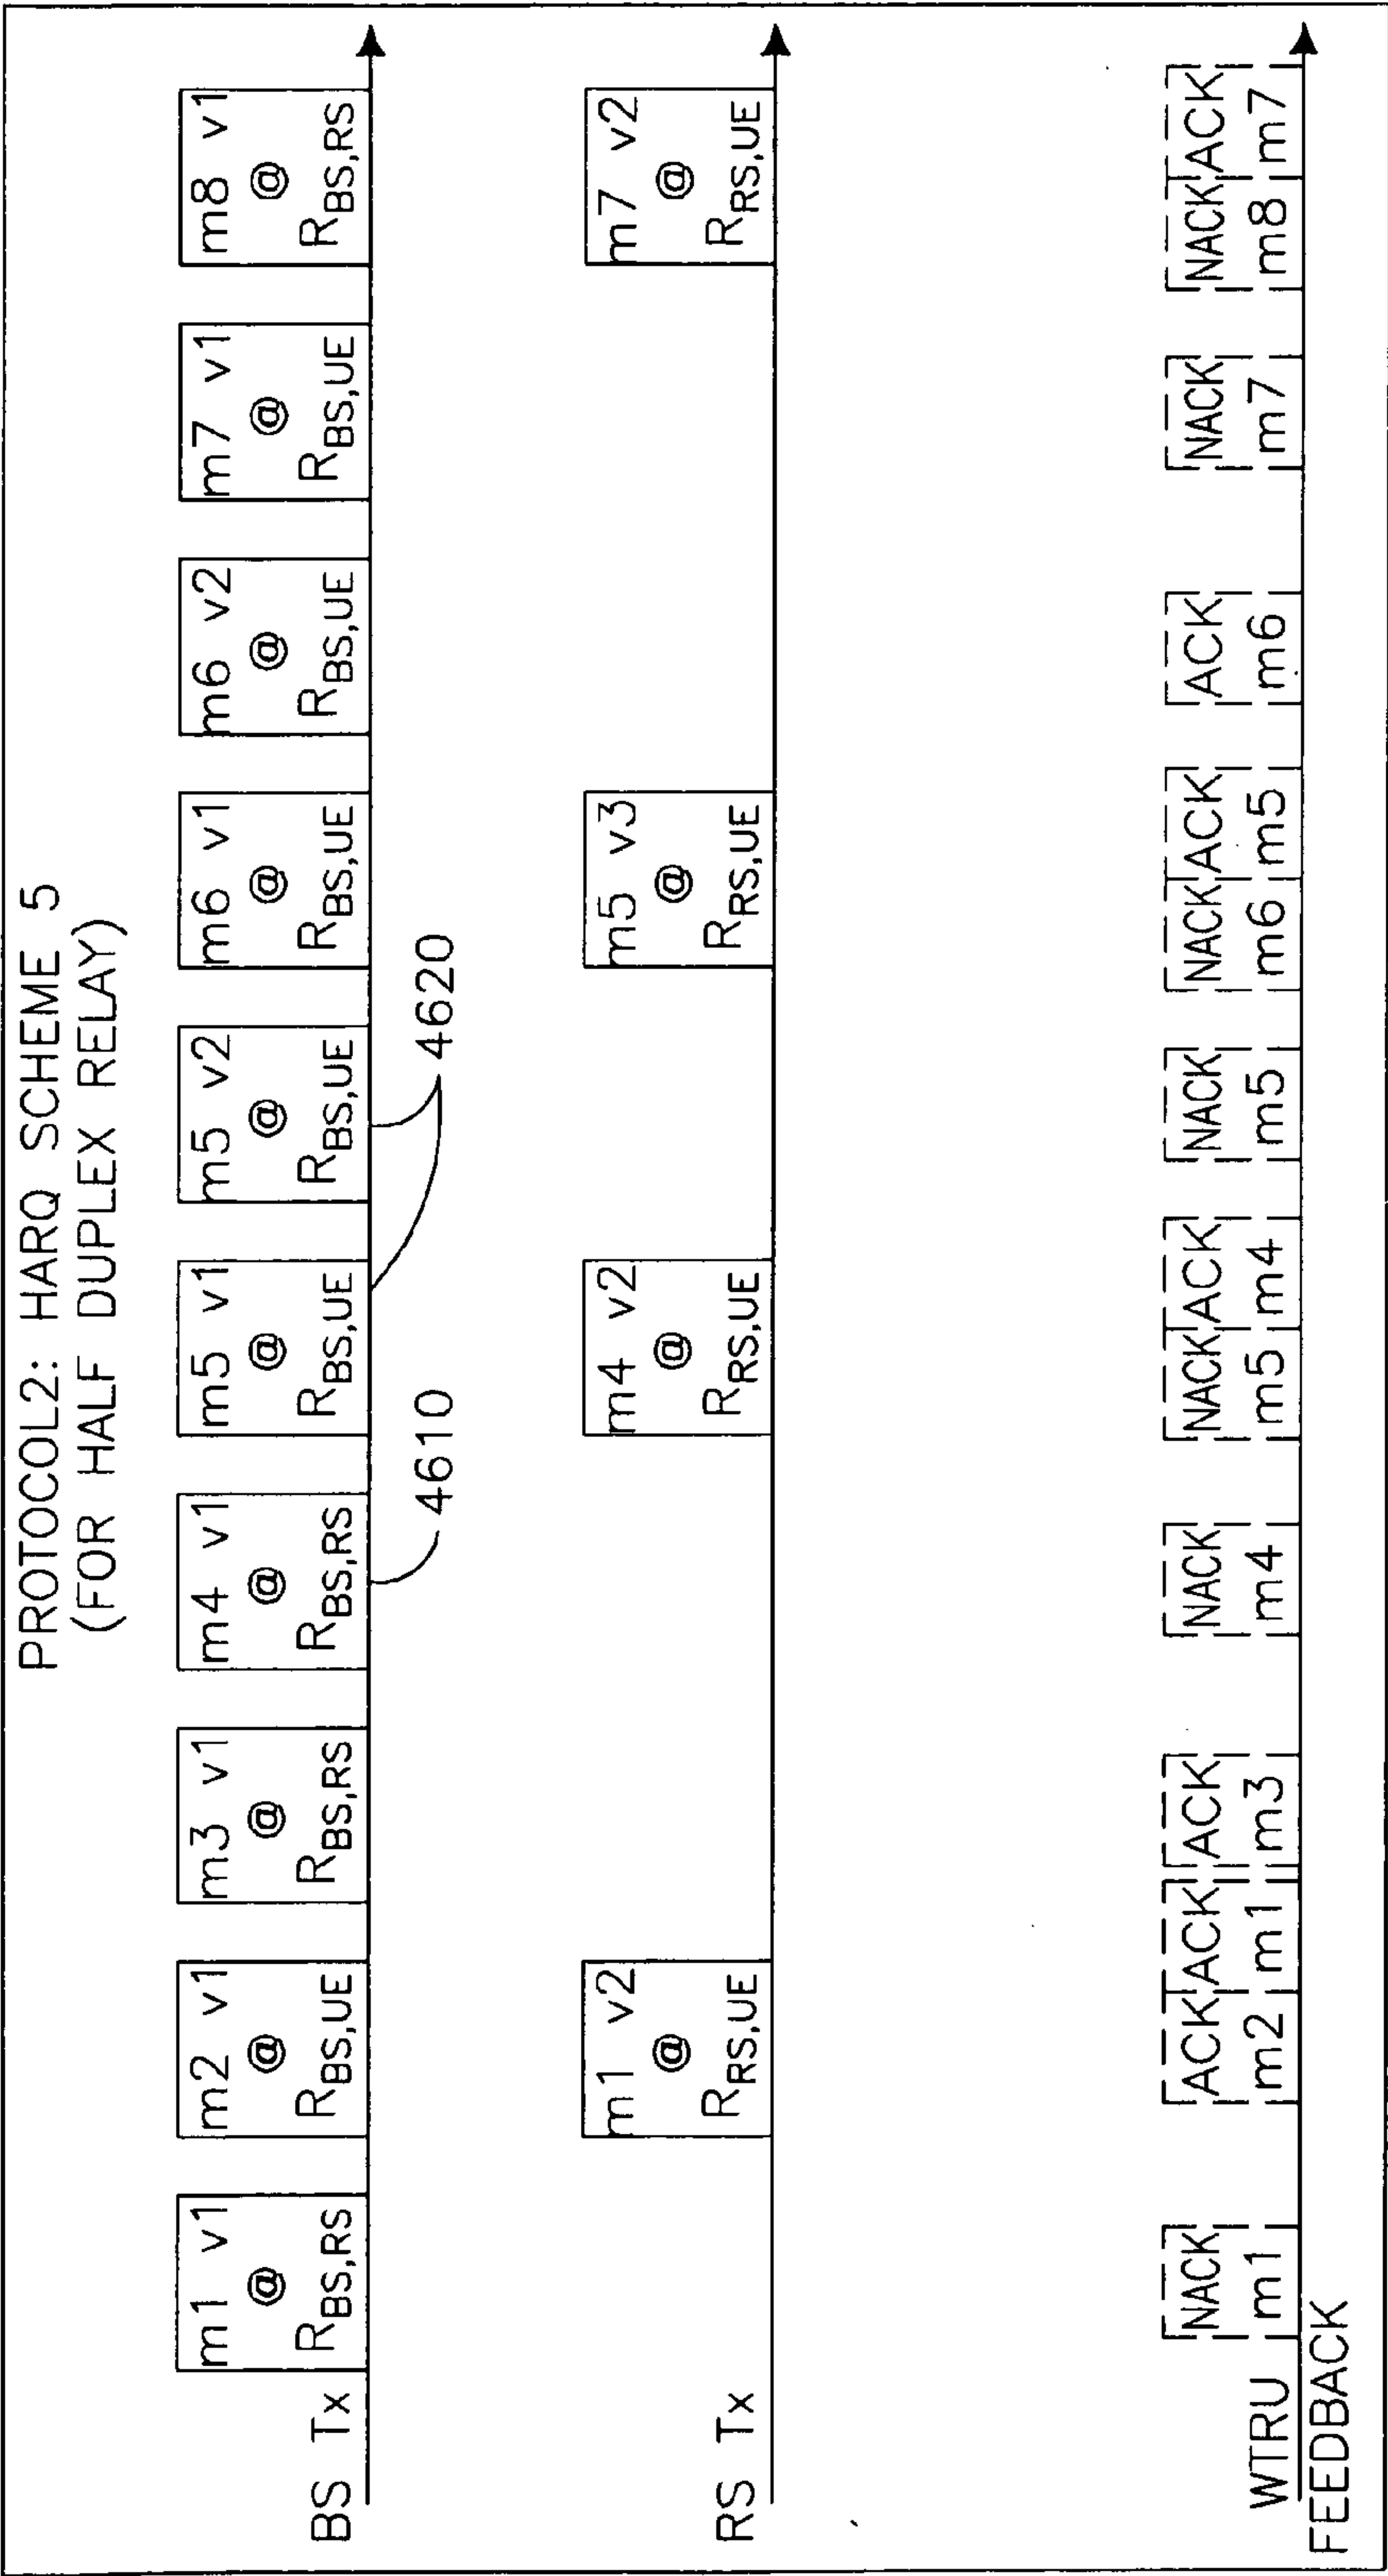 PROTOCOL2: HARQ SCHEME 5
(FOR HALF DUPLEX RELAY)
BS Tx
m1 v1
@
RBS,RS
m2 v1
@
RBS,UE
m3 v1
@
RBS,RS
m4 v1
@
RBS,RS
m5 v1
@
RBS,UE
m5 v2
@
RBS,UE
m6 v1
@
RBS,UE
m6 v2
@
RBS,UE
m7 v1
@
RBS,UE
m8 v1
@
RBS,RS
4610
4620
RS Tx
m1 v2
@
RRS,UE
m4 v2
@
RRS,UE
m5 v3
@
RRS,UE
m7 v2
@
RRS,UE
WTRU
FEEDBACK
NACK
m1
ACK
m2
ACK
m1
ACK
m3
NACK
m4
NACK
m5
ACK
m4
NACK
m5
NACK
m6
ACK
m5
ACK
m6
NACK
m7
NACK
m8
ACK
m7